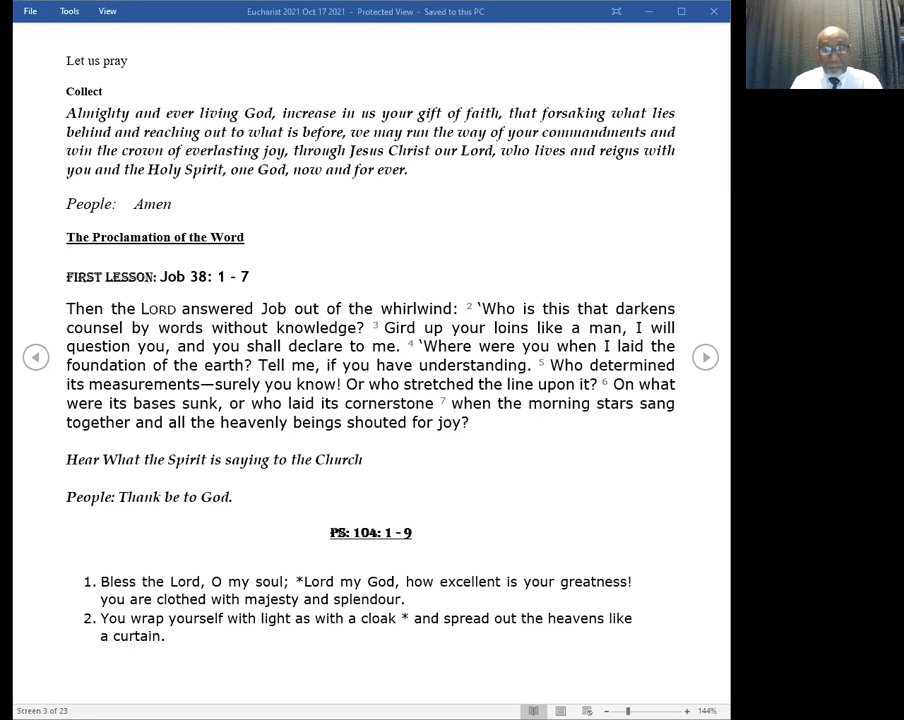 File Tools View Eucharist 2021 Oct 17 2021 - Protected View - Saved to this PC
Let us pray
Collect
Almighty and ever living God, increase in us your gift of faith, that forsaking what lies
behind and reaching out to what is before, we may run the way of your commandments and
win the crown of everlasting joy, through Jesus Christ our Lord, who lives and reigns with
you and the Holy Spirit, one God, now and for ever.
People: Amen
The Proclamation of the Word
FIRST LESSON: Job 38: 1 - 7
Then the LORD answered Job out of the whirlwind: 2 ‘Who is this that darkens
counsel by words without knowledge? 3 Gird up your loins like a man, I will
question you, and you shall declare to me. 4 ‘Where were you when I laid the
foundation of the earth? Tell me, if you have understanding. 5 Who determined
its measurements—surely you know! Or who stretched the line upon it? 6 On what
were its bases sunk, or who laid its cornerstone 7 when the morning stars sang
together and all the heavenly beings shouted for joy?
Hear What the Spirit is saying to the Church
People: Thank be to God.
PS: 104: 1 - 9
1. Bless the Lord, O my soul; *Lord my God, how excellent is your greatness!
you are clothed with majesty and splendour.
2. You wrap yourself with light as with a cloak * and spread out the heavens like
a curtain.
Screen 3 of 23 144%